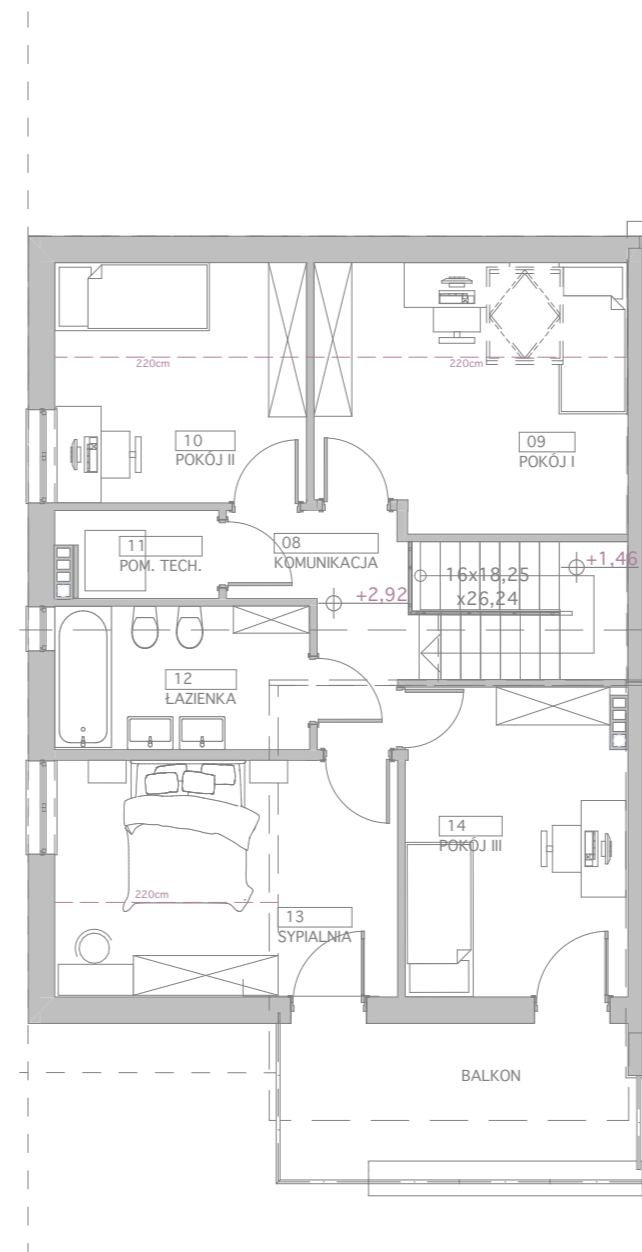 220cm
220cm
10
POKÓJ II
09
POKÓJ I
11
POM. TECH.
08
KOMUNIKACJA
+1,46
16x18,25
x26,24
+2,92
12
ŁAZIENKA
14
POKÓJ III
220cm
13
SYPIALNIA
BALKON